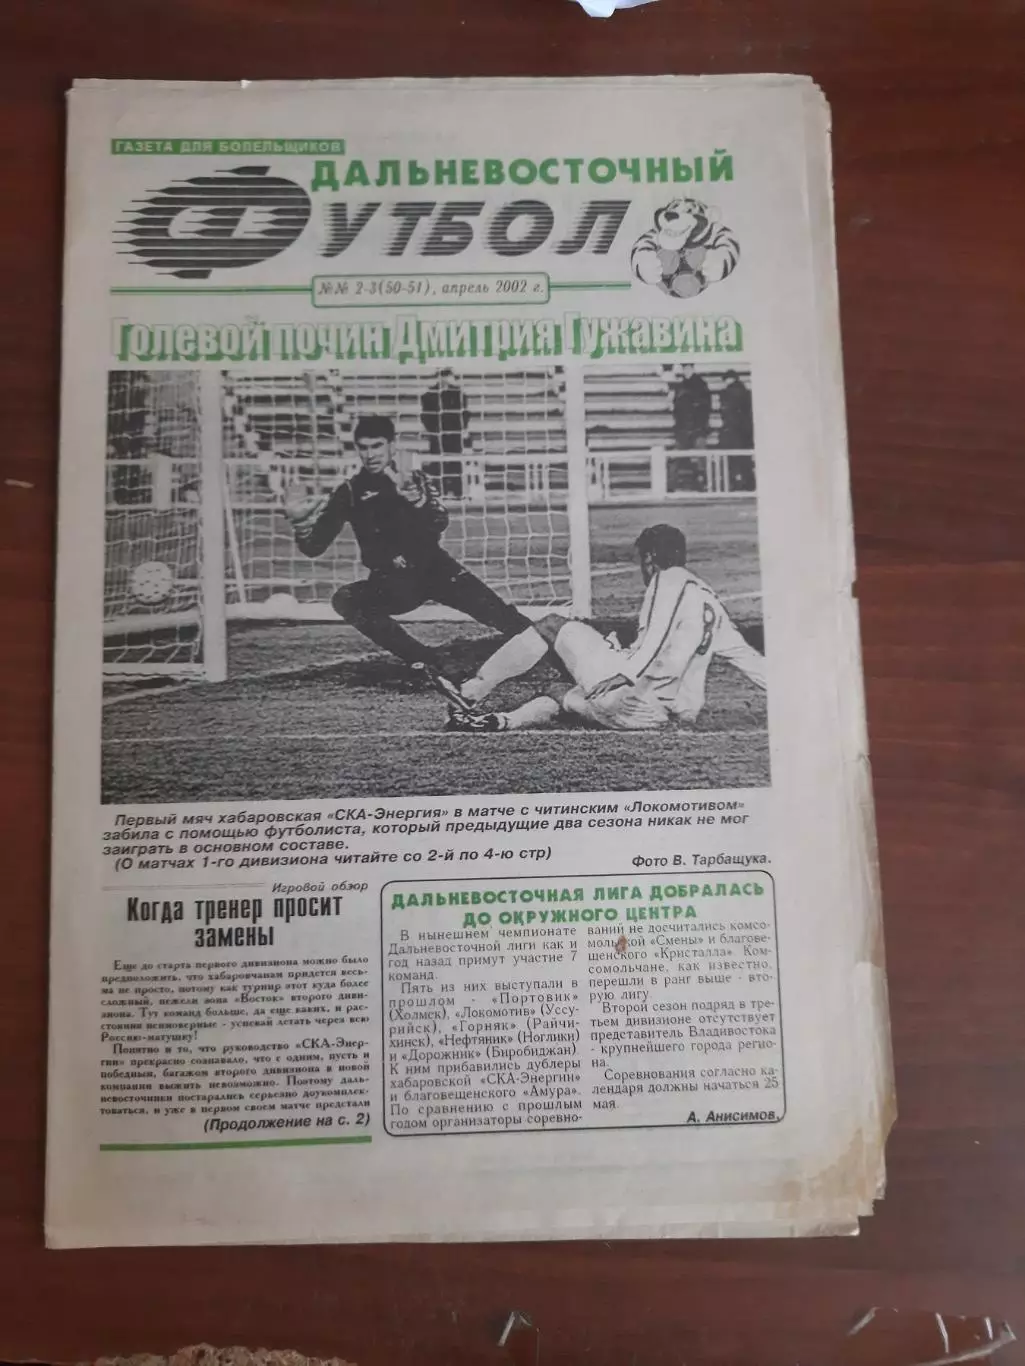 ГАЗЕТА ДЛЯ БОЛЕЛЬЩИКОВ
ДАЛЬНЕВОСТОЧНЫЙ
ФУТБОЛ
№№ 2-3(50-51), апрель 2002 г.
Голевой почин Дмитрия Гужавина
8
Первый мяч хабаровская «СКА-Энергия» в матче с читинским «Локомотивом»
забила с помощью футболиста, который предыдущие два сезона никак не мог
заиграть в основном составе.
(О матчах 1-го дивизиона читайте со 2-й по 4-ю стр)
Фото В. Тарбащука.
Игровой обзор
Когда тренер просит
замены
Еще до старта первого дивизиона можно было
предположить, что хабаровчанам придется весь-
ма не просто, потому как турнир этот куда более
сложный, нежели зона «Восток» второго диви-
зиона. Тут команд больше, да еще каких, и рас-
стояния неимоверные - успевай летать через всю
Россию-матушку!
Понятно и то, что руководство «СКА-Энер-
гии» прекрасно сознавало, что с одним, пусть и
победным, багажом второго дивизиона в новой
компании выжить невозможно. Поэтому даль-
невосточники постарались серьезно доукомплек-
товаться, и уже в первом своем матче предстали
(Продолжение на с. 2)
ДАЛЬНЕВОСТОЧНАЯ ЛИГА ДОБРАЛАСЬ
ДО ОКРУЖНОГО ЦЕНТРА
В нынешнем чемпионате
Дальневосточной лиги как и
год назад примут участие 7
команд.
Пять из них выступали в
прошлом - «Портовик»
(Холмск), «Локомотив» (Уссу-
рийск), «Горняк» (Райчи-
хинск), «Нефтяник» (Ноглики)
и «Дорожник» (Биробиджан).
К ним прибавились дублеры
хабаровской «СКА-Энергии»
и благовещенского «Амура».
По сравнению с прошлым
годом организаторы соревно-
ваний не досчитались комсо-
мольской «Смены» и благове-
щенского «Кристалла». Ком-
сомольчане, как известно,
перешли в ранг выше - вто-
рую лигу.
Второй сезон подряд в тре-
тьем дивизионе отсутствует
представитель Владивостока
- крупнейшего города регио-
на.
Соревнования согласно ка-
лендаря должны начаться 25
мая.
А. Анисимов.